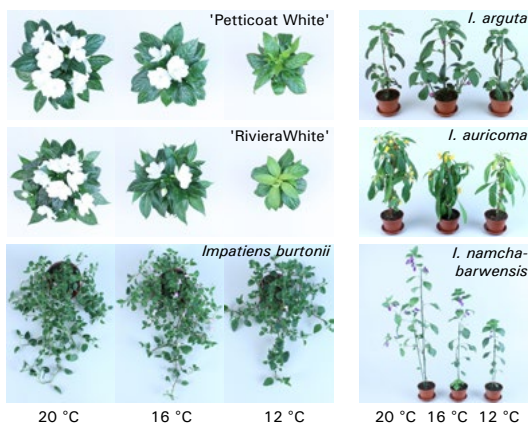 'Petticoat White'
I. arguta
'RivieraWhite'
I. auricoma
Impatiens burtonii
I. namcha-
barwensis
20 °C 16 °C 12 °C
20 °C 16 °C 12 °C